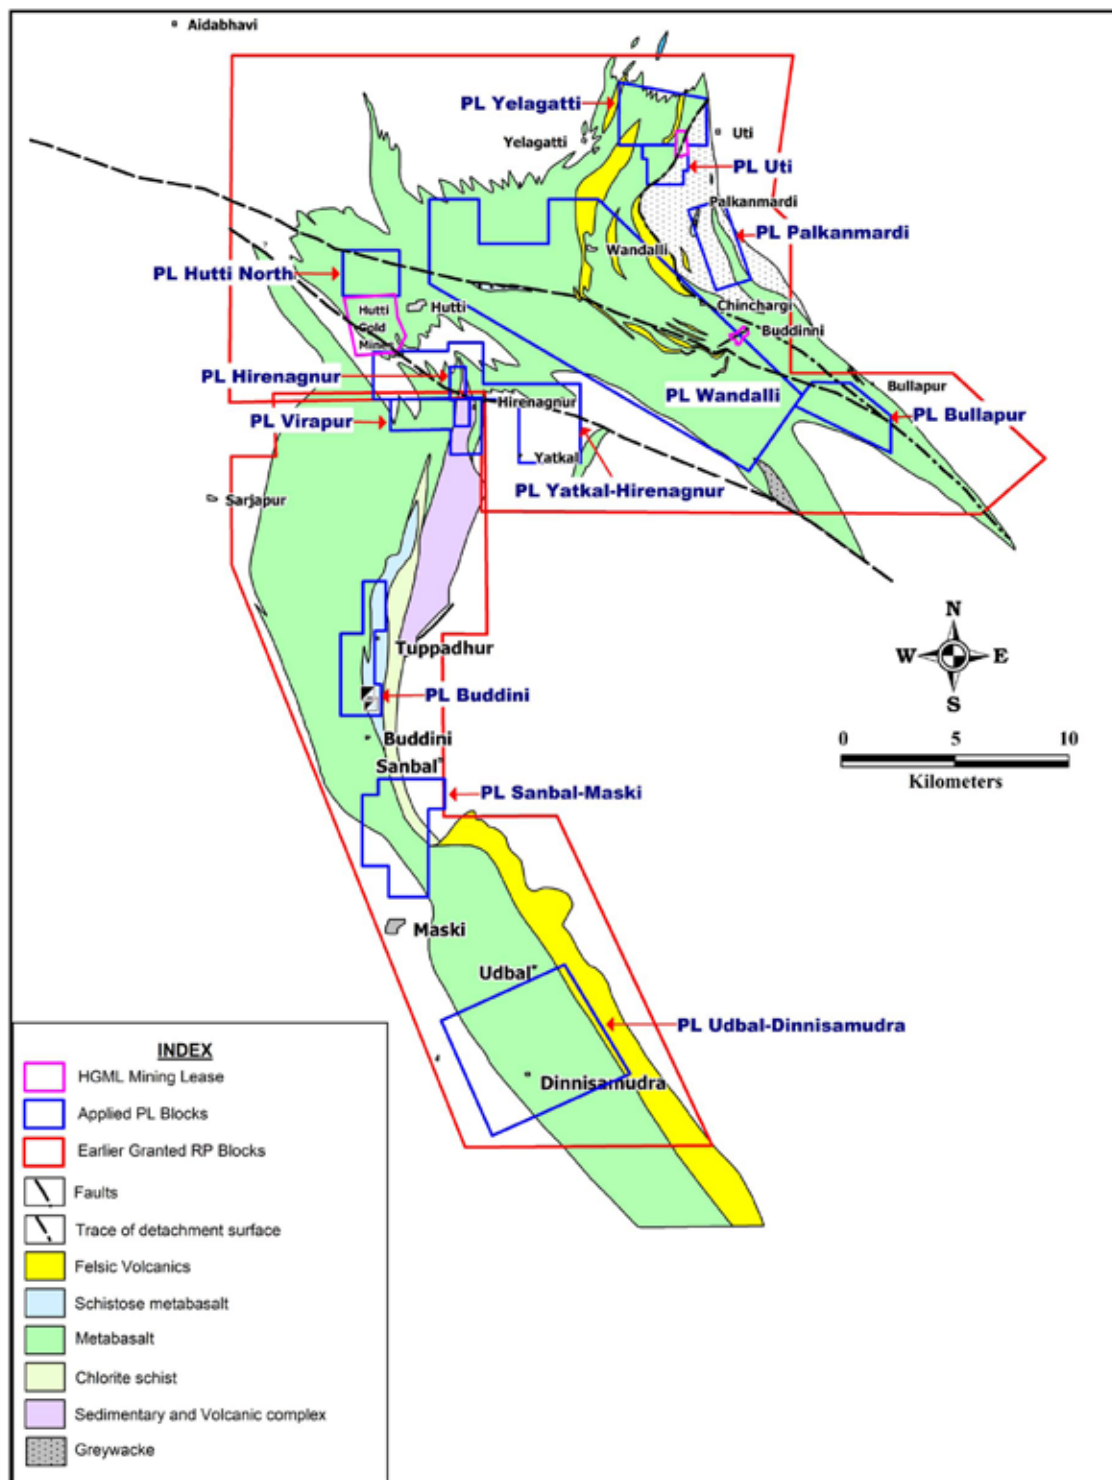 Aidabhavi
PL Yelagatti
Yelagatti
Uti
PL Uti
Palkanmardi
PL Palkanmardi
Wandalli
PL Hutti North
Hutti
Hutti
Gold
Mines
Chinchargi
Buddinni
PL Hirenagnur
Hirenagnur
PL Wandalli
Bullapur
PL Bullapur
PL Virapur
Yatkal
PL Yatkal-Hirenagnur
Sarjapur
N
W
E
S
Tuppadhur
PL Buddini
Buddini
Sanbal
PL Sanbal-Maski
0
5
10
Kilometers
Maski
Udbal
PL Udbal-Dinnisamudra
Dinnisamudra
INDEX
HGML Mining Lease
Applied PL Blocks
Earlier Granted RP Blocks
Faults
Trace of detachment surface
Felsic Volcanics
Schistose metabasalt
Metabasalt
Chlorite schist
Sedimentary and Volcanic complex
Greywacke